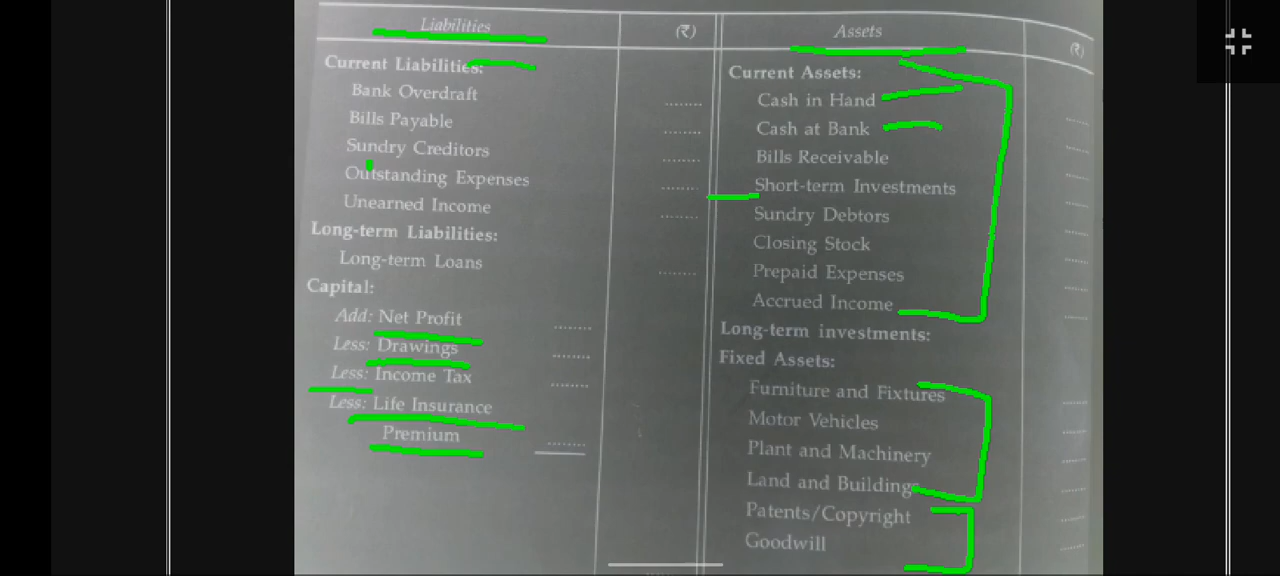 Liabilities (₹) Assets (₹)
Current Liabilities:
Bank Overdraft ........
Bills Payable ........
Sundry Creditors ........
Outstanding Expenses ........
Unearned Income ........
Long-term Liabilities:
Long-term Loans ........
Capital:
Add: Net Profit ........
Less: Drawings ........
Less: Income Tax ........
Less: Life Insurance
Premium ........
Current Assets:
Cash in Hand ........
Cash at Bank ........
Bills Receivable ........
Short-term Investments ........
Sundry Debtors ........
Closing Stock ........
Prepaid Expenses ........
Accrued Income ........
Long-term investments:
Fixed Assets:
Furniture and Fixtures ........
Motor Vehicles ........
Plant and Machinery ........
Land and Buildings ........
Patents/Copyright ........
Goodwill ........